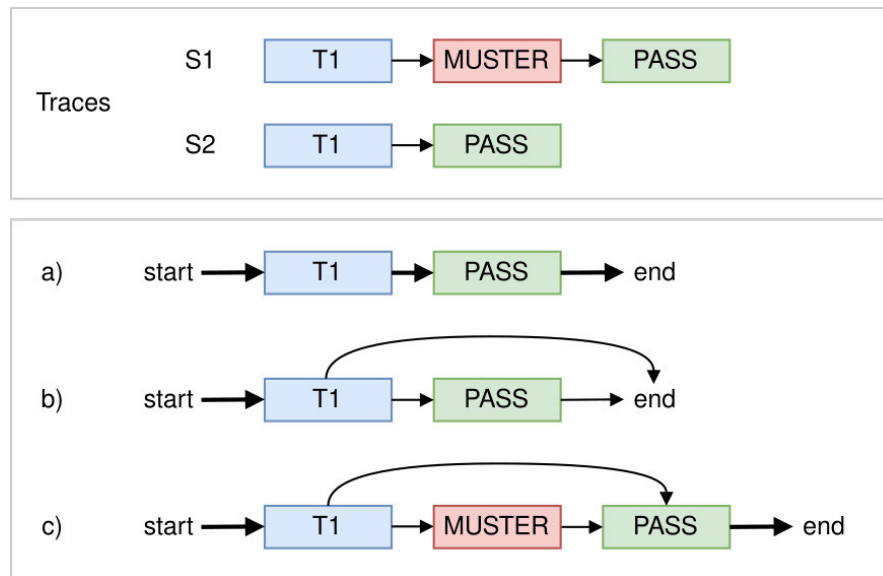 S1 T1 MUSTER PASS
Traces
S2 T1 PASS
a) start T1 PASS end
b) start T1 PASS end
c) start T1 MUSTER PASS end